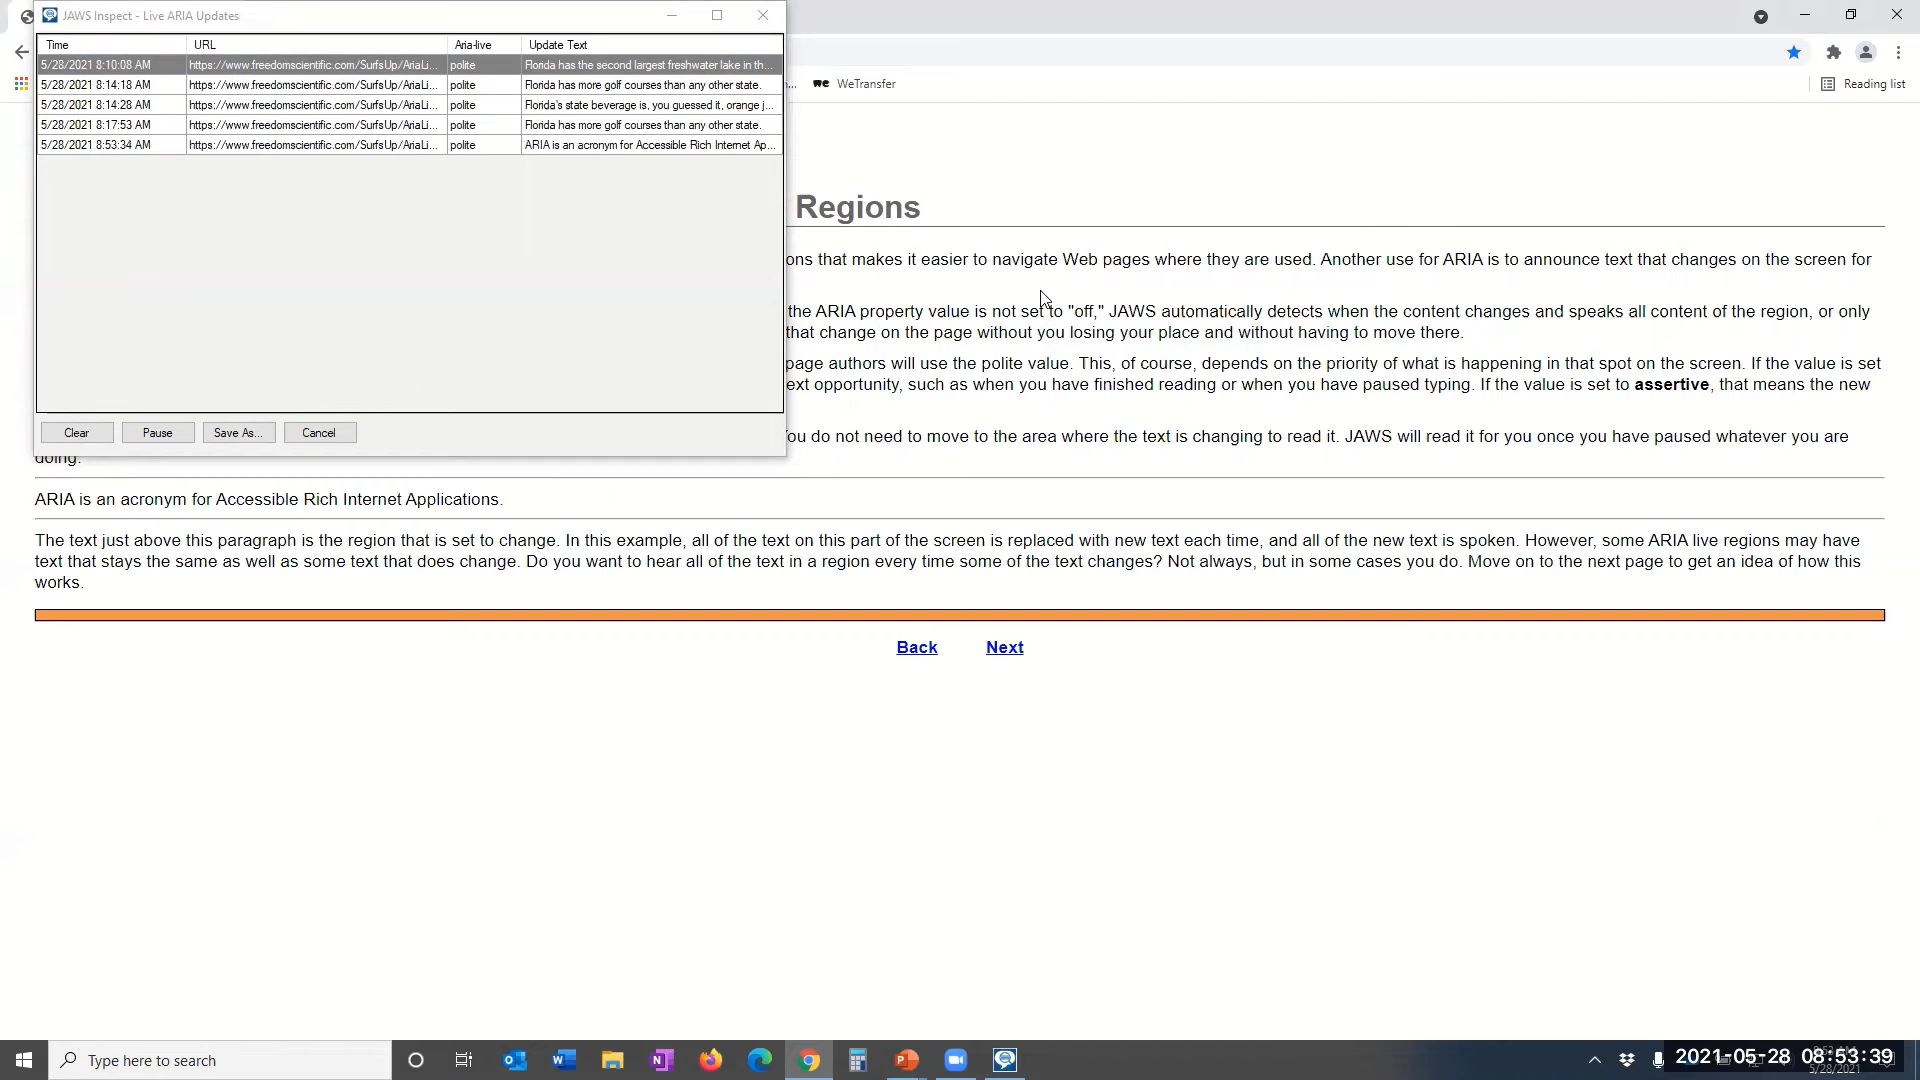 JAWS Inspect - Live ARIA Updates
Time URL Aria-live Update Text
5/28/2021 8:10:08 AM https://www.freedomscientific.com/SurfsUp/AriaLi... polite Florida has the second largest freshwater lake in th...
5/28/2021 8:14:18 AM https://www.freedomscientific.com/SurfsUp/AriaLi... polite Florida has more golf courses than any other state.
5/28/2021 8:14:28 AM https://www.freedomscientific.com/SurfsUp/AriaLi... polite Florida's state beverage is, you guessed it, orange j...
5/28/2021 8:17:53 AM https://www.freedomscientific.com/SurfsUp/AriaLi... polite Florida has more golf courses than any other state.
5/28/2021 8:53:34 AM https://www.freedomscientific.com/SurfsUp/AriaLi... polite ARIA is an acronym for Accessible Rich Internet Ap...
Clear Pause Save As... Cancel
... WeTransfer Reading list
Regions
ons that makes it easier to navigate Web pages where they are used. Another use for ARIA is to announce text that changes on the screen for
the ARIA property value is not set to "off," JAWS automatically detects when the content changes and speaks all content of the region, or only
that change on the page without you losing your place and without having to move there.
page authors will use the polite value. This, of course, depends on the priority of what is happening in that spot on the screen. If the value is set
ext opportunity, such as when you have finished reading or when you have paused typing. If the value is set to assertive, that means the new
You do not need to move to the area where the text is changing to read it. JAWS will read it for you once you have paused whatever you are
doing.
ARIA is an acronym for Accessible Rich Internet Applications.
The text just above this paragraph is the region that is set to change. In this example, all of the text on this part of the screen is replaced with new text each time, and all of the new text is spoken. However, some ARIA live regions may have
text that stays the same as well as some text that does change. Do you want to hear all of the text in a region every time some of the text changes? Not always, but in some cases you do. Move on to the next page to get an idea of how this
works.
Back Next
Type here to search
2021-05-28 08:53:39
5/28/2021